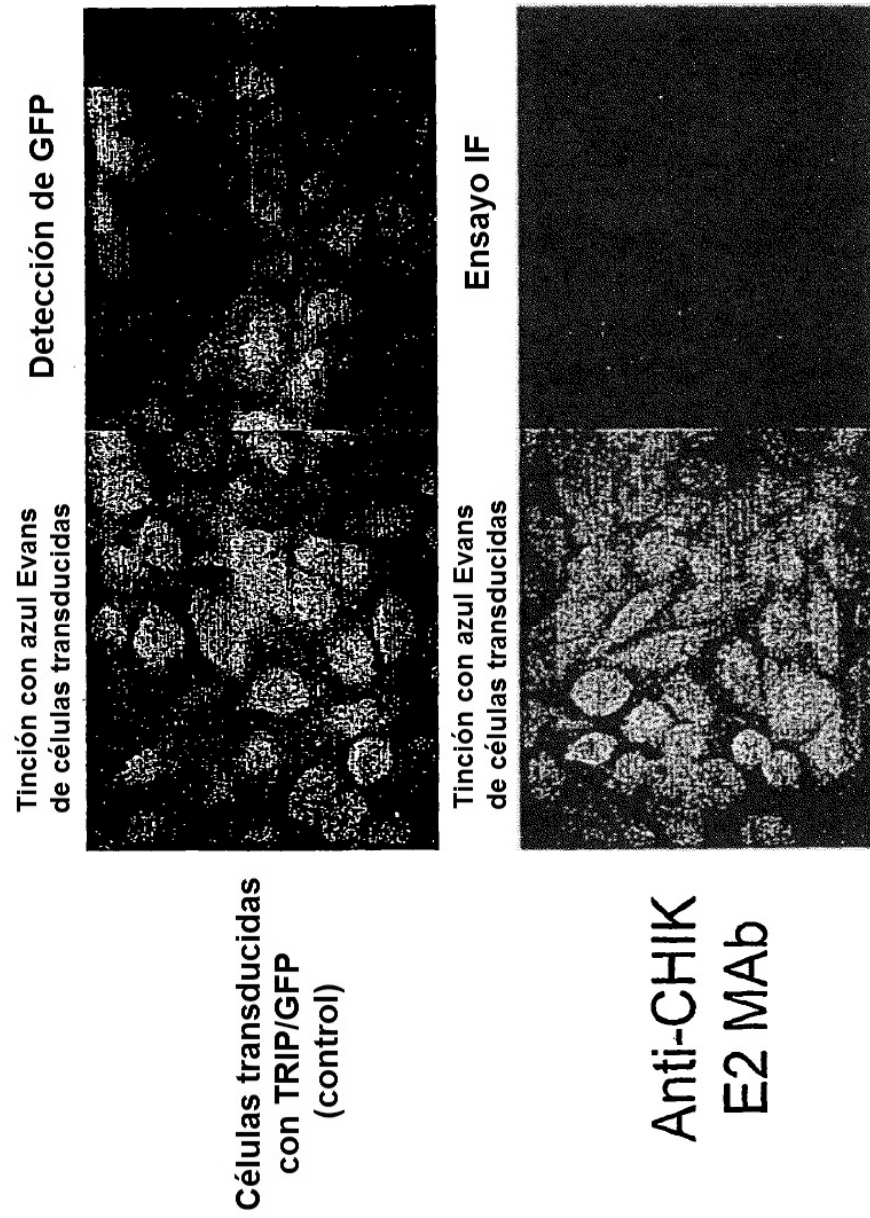 Tinción con azul Evans
de células transducidas
Detección de GFP
Células transducidas
con TRIP/GFP
(control)
Tinción con azul Evans
de células transducidas
Ensayo IF
Anti-CHIK
E2 MAb